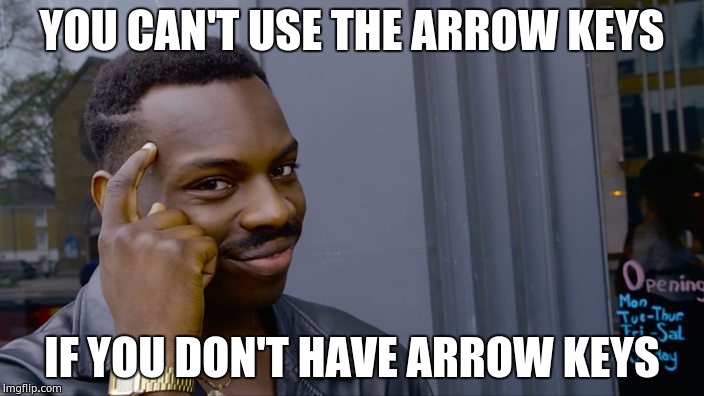 YOU CAN'T USE THE ARROW KEYS
Opening
Mon
Tue-Thur
Fri-Sat
IF YOU DON'T HAVE ARROW KEYS
imgflip.com